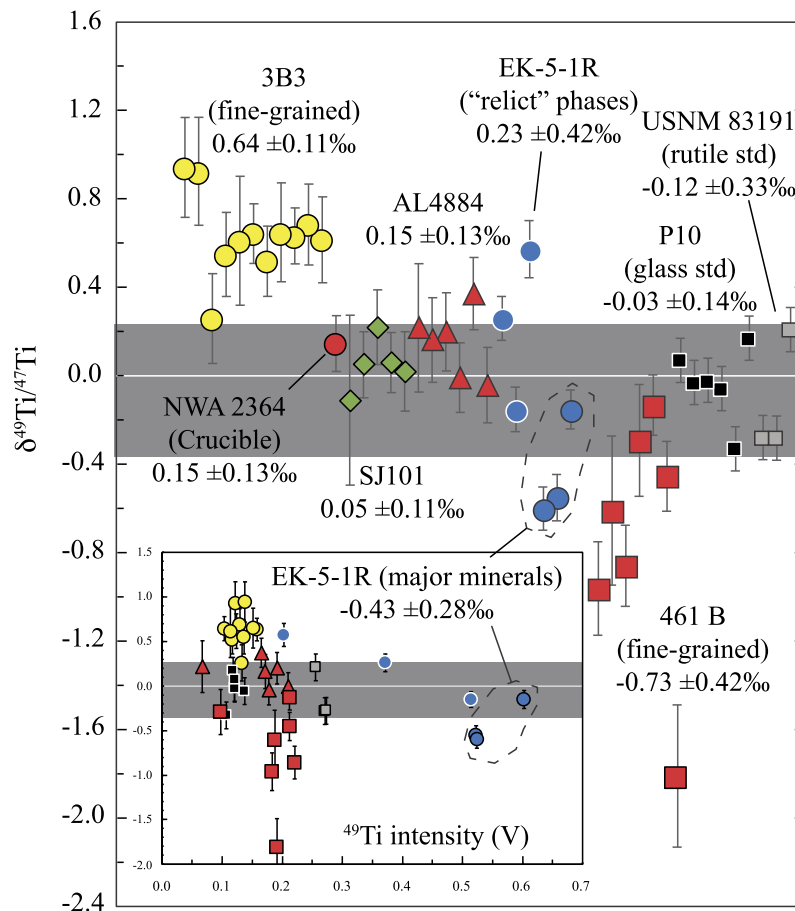 1.6
1.2
0.8
0.4
0.0
-0.4
-0.8
-1.2
-1.6
-2.0
-2.4
δ⁴⁹Ti/⁴⁷Ti
3B3
(fine-grained)
0.64 ±0.11‰
EK-5-1R
(“relict” phases)
0.23 ±0.42‰
USNM 83191
(rutile std)
-0.12 ±0.33‰
AL4884
0.15 ±0.13‰
P10
(glass std)
-0.03 ±0.14‰
NWA 2364
(Crucible)
0.15 ±0.13‰
SJ101
0.05 ±0.11‰
EK-5-1R (major minerals)
-0.43 ±0.28‰
461 B
(fine-grained)
-0.73 ±0.42‰
1.5
1.0
0.5
0.0
-0.5
-1.0
-1.5
-2.0
⁴⁹Ti intensity (V)
0.0 0.1 0.2 0.3 0.4 0.5 0.6 0.7